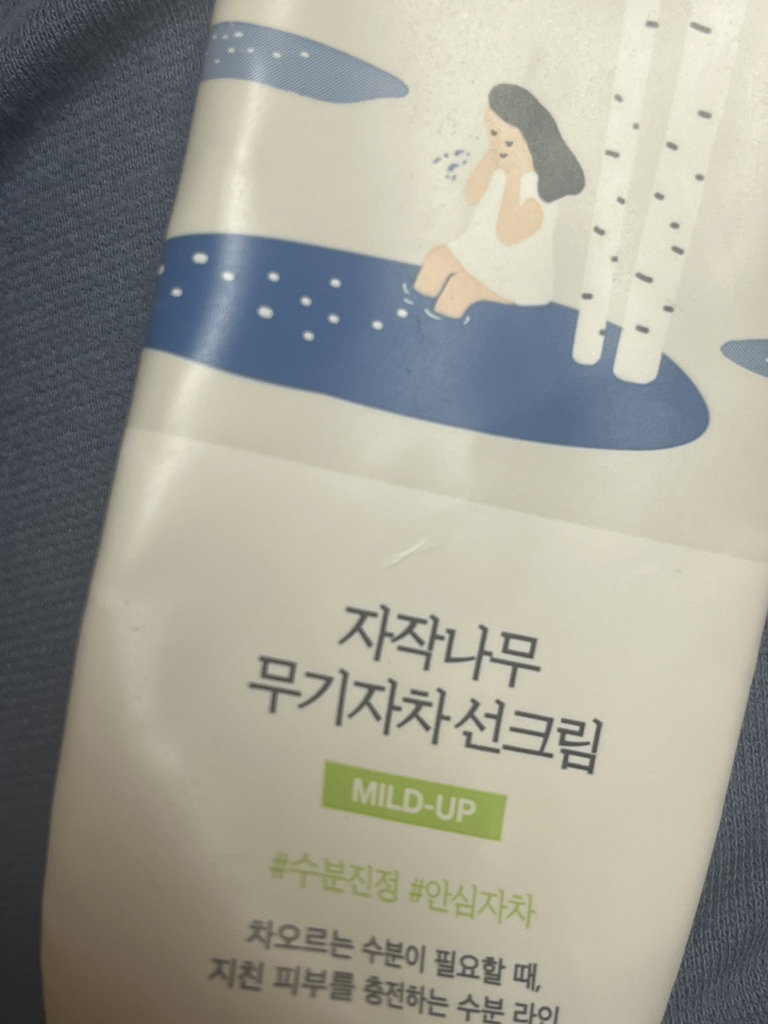 자작나무
무기자차 선크림
MILD-UP
#수분진정 #안심자차
차오르는 수분이 필요할 때,
지친 피부를 충전하는 수분 라인